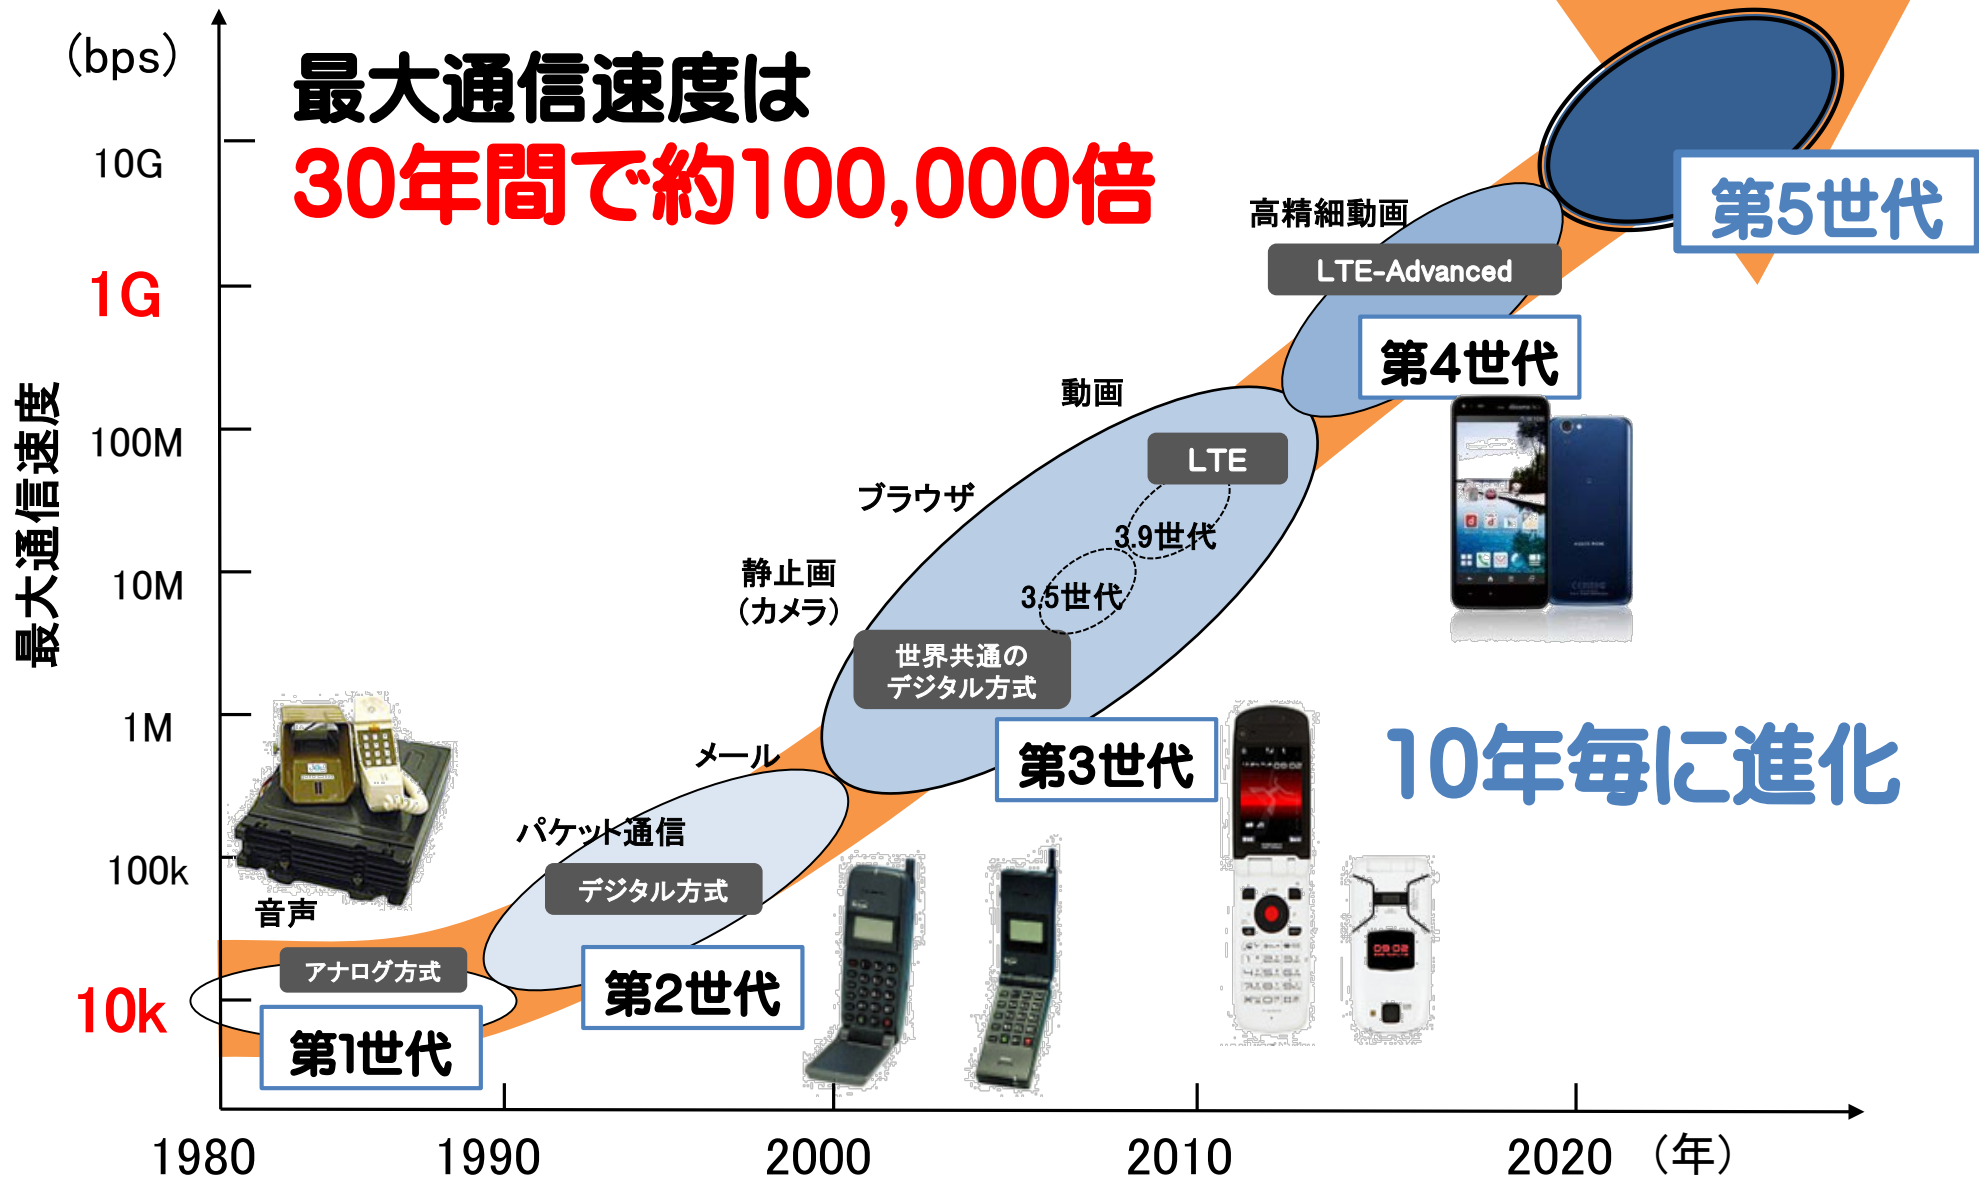 (bps)
最大通信速度は
30年間で約100,000倍
10G
1G
100M
10M
1M
100k
10k
最大通信速度
第5世代
高精細動画
LTE-Advanced
第4世代
動画
LTE
ブラウザ
3.9世代
静止画
(カメラ)
3.5世代
世界共通の
デジタル方式
第3世代
10年毎に進化
メール
パケット通信
デジタル方式
第2世代
音声
アナログ方式
第1世代
09:02
1980
1990
2000
2010
2020
(年)